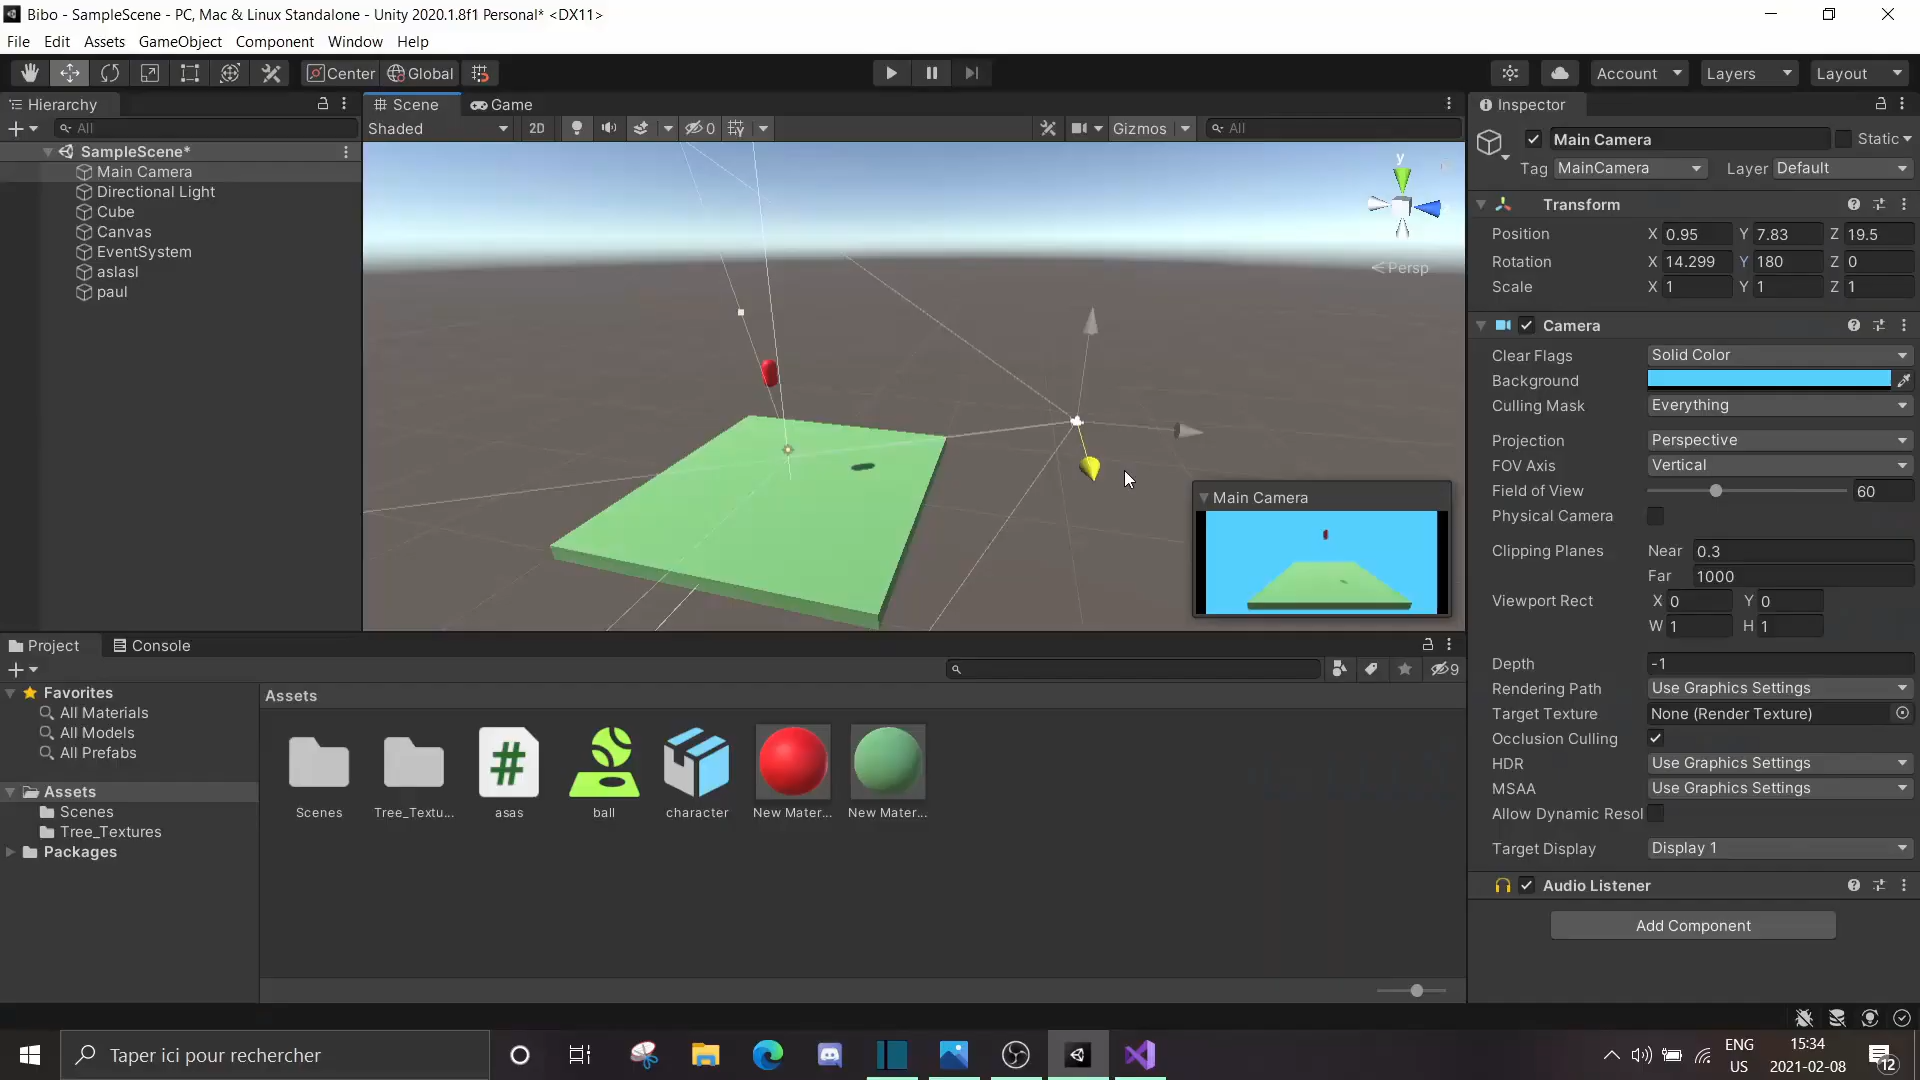 Bibo - SampleScene - PC, Mac & Linux Standalone - Unity 2020.1.8f1 Personal* <DX11>
File Edit Assets GameObject Component Window Help
Center Global
Account Layers Layout
Hierarchy
All
SampleScene*
Main Camera
Directional Light
Cube
Canvas
EventSystem
aslasl
paul
Scene Game
Shaded 2D 0 Gizmos All
y
Persp
Main Camera
Inspector
Main Camera Static
Tag MainCamera Layer Default
Transform
Position X 0.95 Y 7.83 Z 19.5
Rotation X 14.299 Y 180 Z 0
Scale X 1 Y 1 Z 1
Camera
Clear Flags Solid Color
Background
Culling Mask Everything
Projection Perspective
FOV Axis Vertical
Field of View 60
Physical Camera
Clipping Planes Near 0.3
Far 1000
Viewport Rect X 0 Y 0
W 1 H 1
Depth -1
Rendering Path Use Graphics Settings
Target Texture None (Render Texture)
Occlusion Culling
HDR Use Graphics Settings
MSAA Use Graphics Settings
Allow Dynamic Resol
Target Display Display 1
Audio Listener
Add Component
Project Console
9
Favorites
All Materials
All Models
All Prefabs
Assets
Scenes
Tree_Textures
Packages
Assets
Scenes Tree_Textu... asas ball character New Mater... New Mater...
Taper ici pour rechercher
ENG
US
15:34
2021-02-08
12